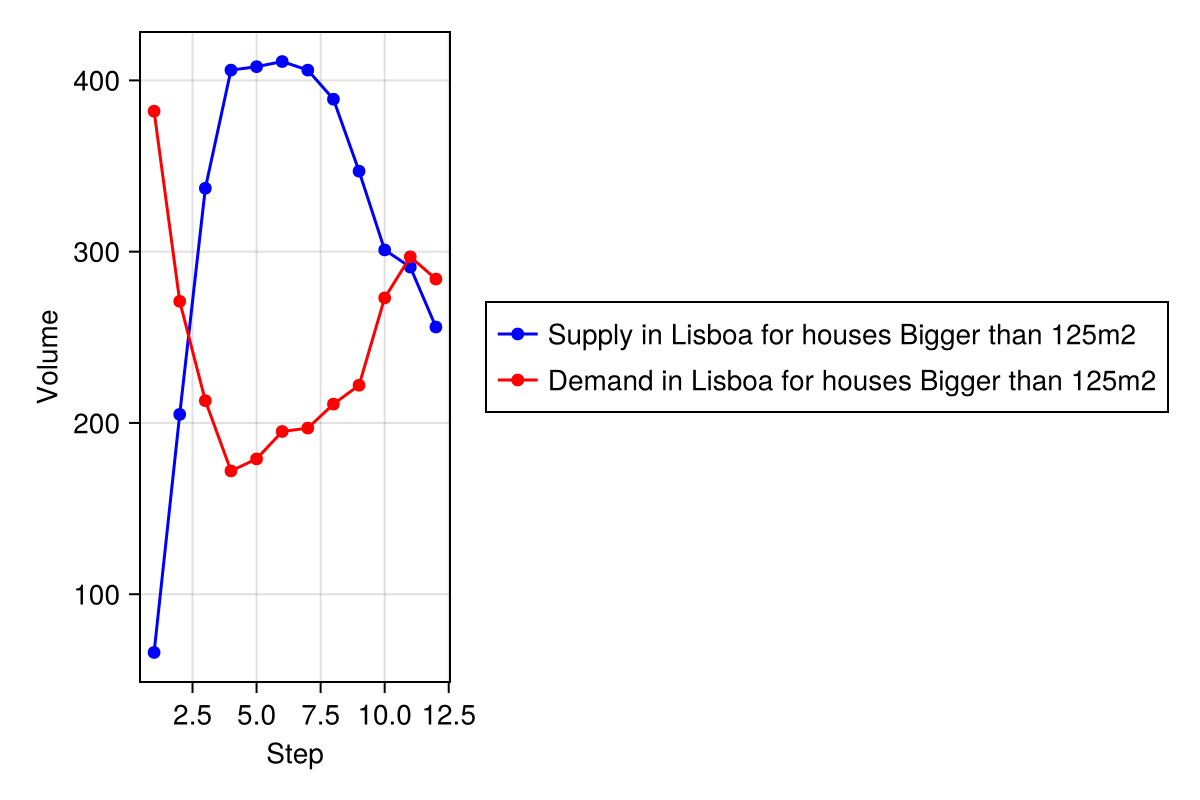 400
300
200
100
Volume
2.5 5.0 7.5 10.0 12.5
Step
Supply in Lisboa for houses Bigger than 125m2
Demand in Lisboa for houses Bigger than 125m2